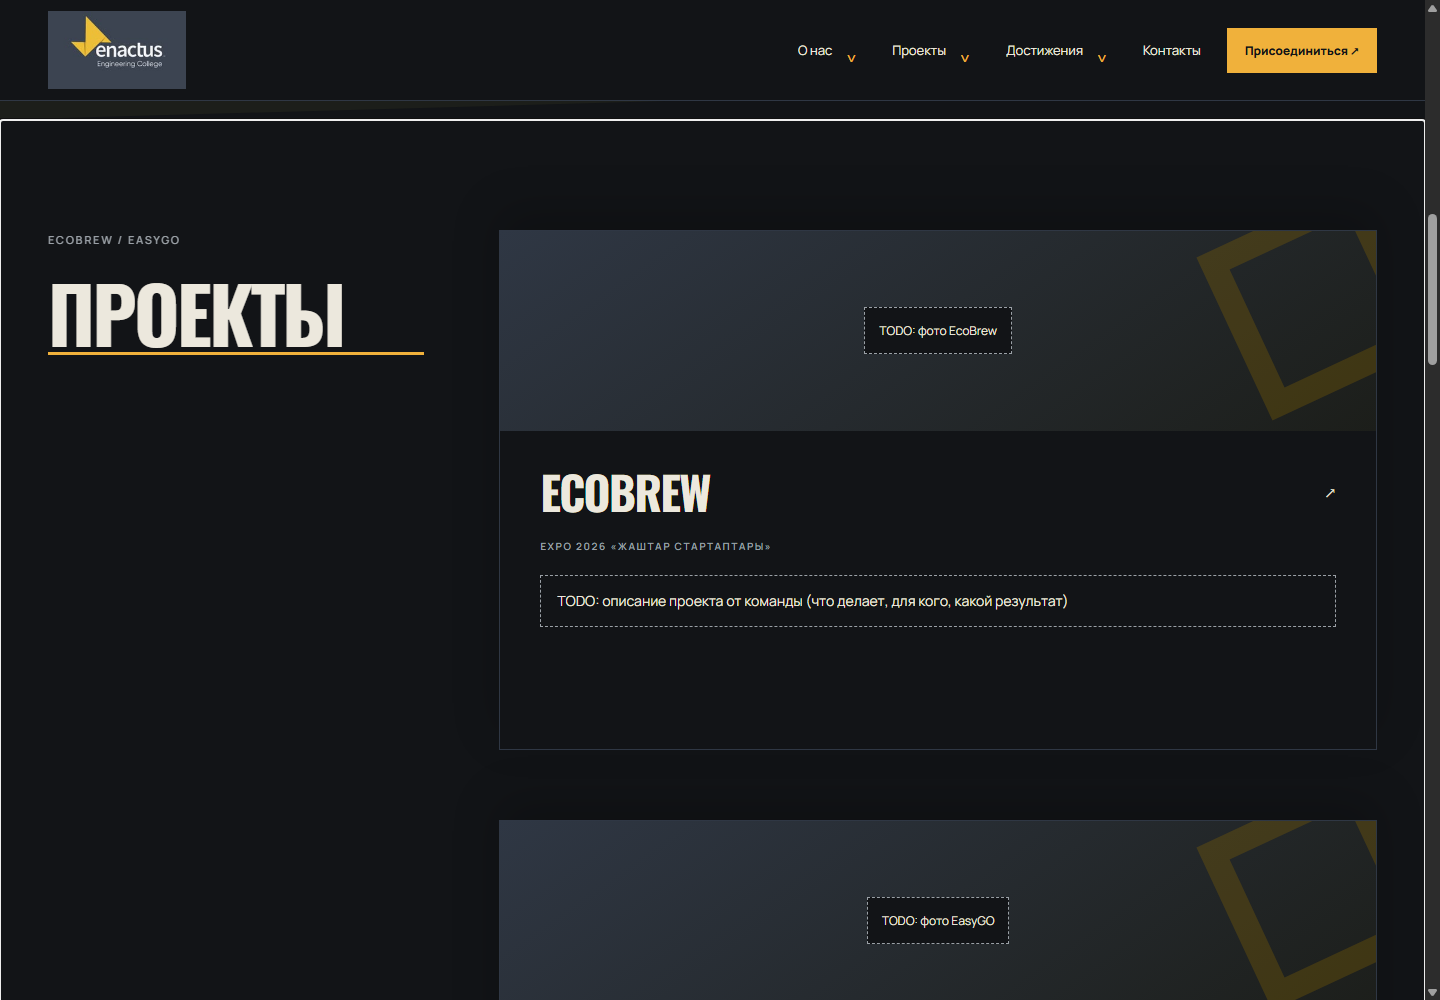 enactus
Engineering College
О нас
Проекты
Достижения
Контакты
Присоединиться ↗
ECOBREW / EASYGO
ПРОЕКТЫ
TODO: фото EcoBrew
ECOBREW
↗
EXPO 2026 «ЖАШТАР СТАРТАПТАРЫ»
TODO: описание проекта от команды (что делает, для кого, какой результат)
TODO: фото EasyGO